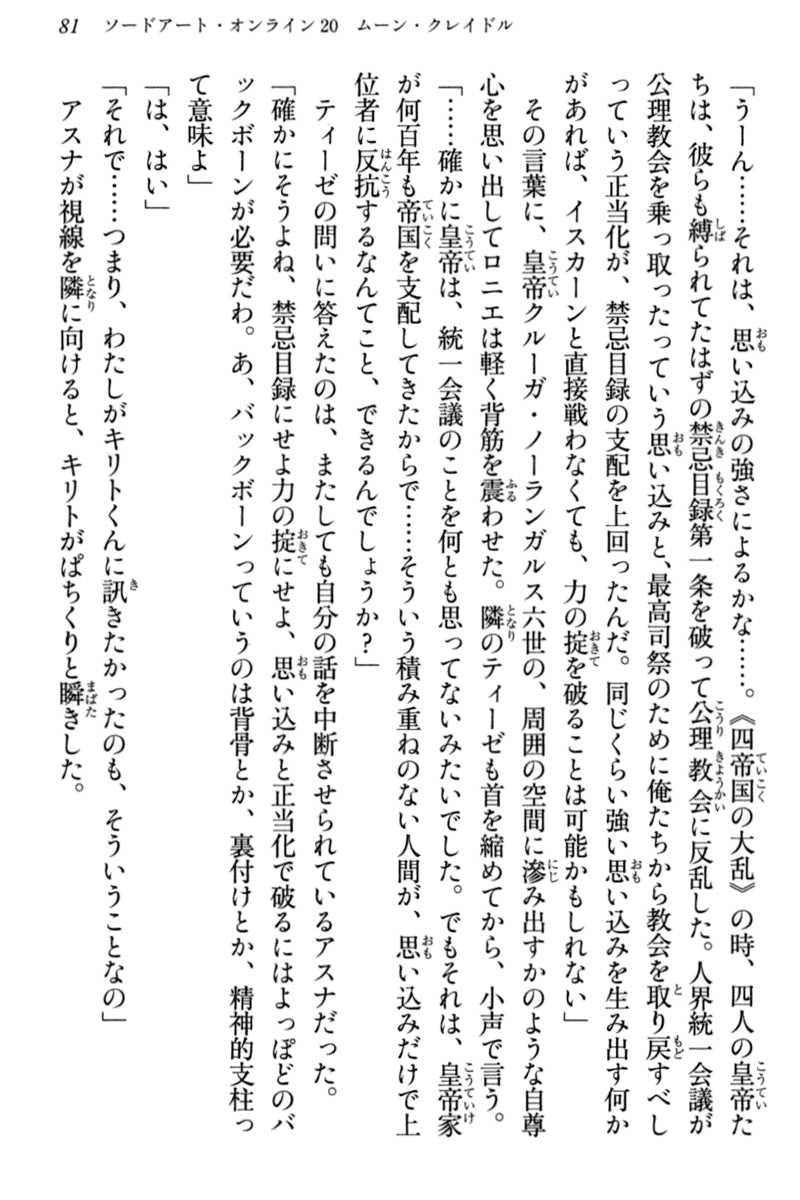 81 ソードアート・オンライン20 ムーン・クレイドル
「うーん……それは、思い込みの強さによるかな……。《四帝国の大乱》の時、四人の皇帝た
ちは、彼らも縛られてたはずの禁忌目録第一条を破って公理教会に反乱した。人界統一会議が
公理教会を乗っ取ったっていう思い込みと、最高司祭のために俺たちから教会を取り戻すべし
っていう正当化が、禁忌目録の支配を上回ったんだ。同じくらい強い思い込みを生み出す何か
があれば、イスカーンと直接戦わなくても、力の掟を破ることは可能かもしれない」
その言葉に、皇帝クルーガ・ノーランガルス六世の、周囲の空間に滲み出すかのような自尊
心を思い出してロニエは軽く背筋を震わせた。隣のティーゼも首を縮めてから、小声で言う。
「……確かに皇帝は、統一会議のことを何とも思ってないみたいでした。でもそれは、皇帝家
が何百年も帝国を支配してきたからで……そういう積み重ねのない人間が、思い込みだけで上
位者に反抗するなんてこと、できるんでしょうか?」
ティーゼの問いに答えたのは、またしても自分の話を中断させられているアスナだった。
「確かにそうよね、禁忌目録にせよ力の掟にせよ、思い込みと正当化で破るにはよっぽどのバ
ックボーンが必要だわ。あ、バックボーンっていうのは背骨とか、裏付けとか、精神的支柱っ
て意味よ」
「は、はい」
「それで……つまり、わたしがキリトくんに訊きたかったのも、そういうことなの」
アスナが視線を隣に向けると、キリトがぱちくりと瞬きした。